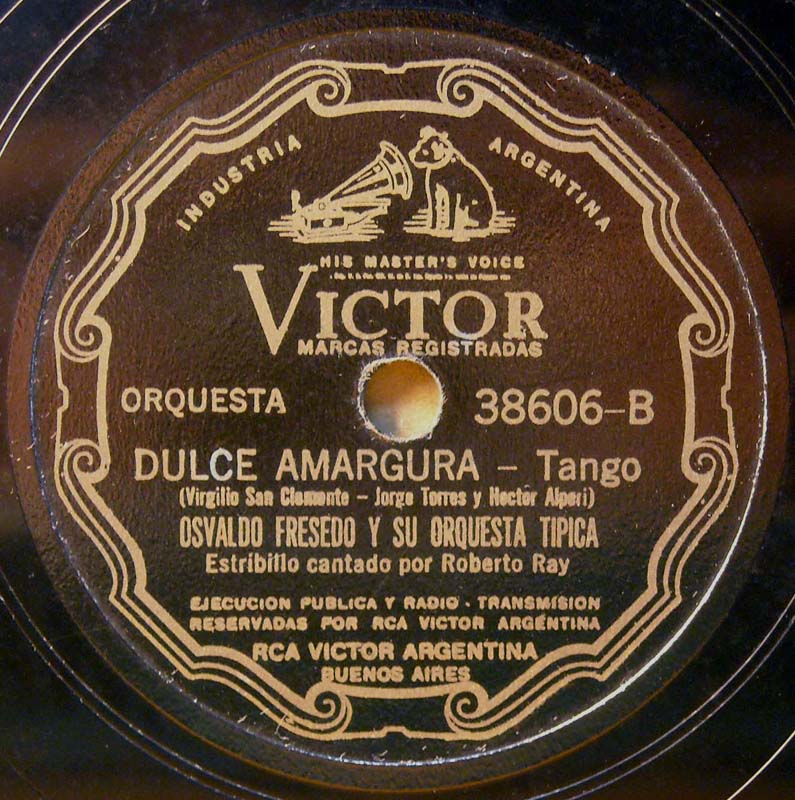 INDUSTRIA ARGENTINA
HIS MASTER'S VOICE
VICTOR
MARCAS REGISTRADAS
ORQUESTA 38606-B
DULCE AMARGURA - Tango
(Virgilio San Clemente - Jorge Torres y Hector Alperi)
OSVALDO FRESEDO Y SU ORQUESTA TIPICA
Estribillo cantado por Roberto Ray
EJECUCION PUBLICA Y RADIO - TRANSMISION
RESERVADAS POR RCA VICTOR ARGENTINA
RCA VICTOR ARGENTINA
BUENOS AIRES